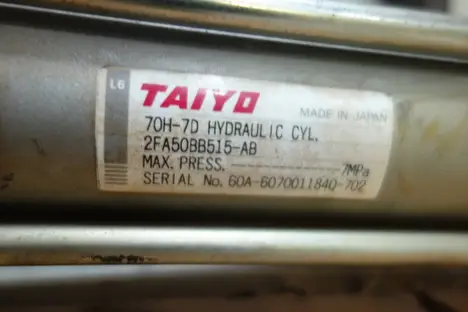 L6
TAIYO
MADE IN JAPAN
70H-7D HYDRAULIC CYL.
2FA50BB515-AB
MAX. PRESS. 7MPa
SERIAL No. 60A-6070011840-702